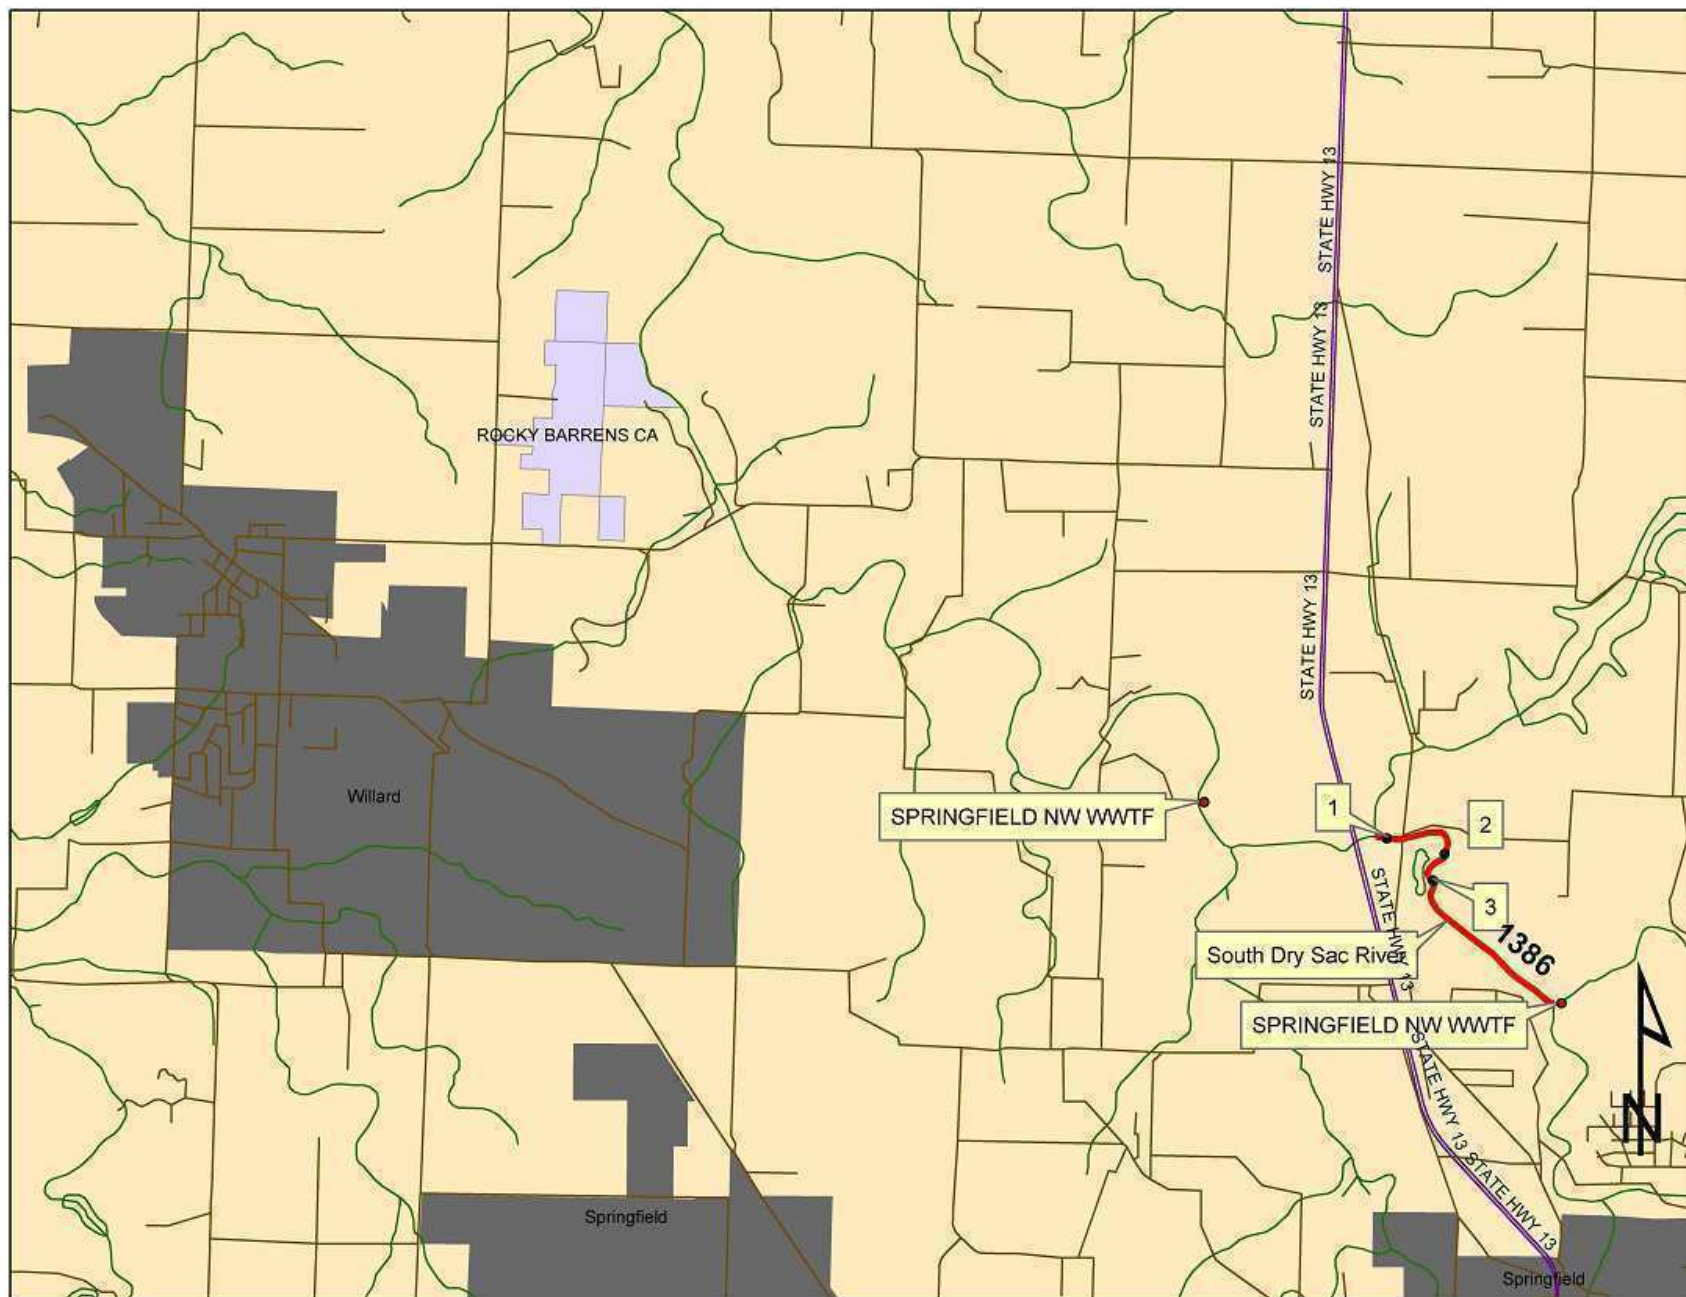 STATE HWY 13
STATE HWY 13
ROCKY BARRENS CA
STATE HWY 13
Willard
SPRINGFIELD NW WWTF
1
2
3
STATE HWY 13
1386
South Dry Sac River
SPRINGFIELD NW WWTF
STATE HWY 13
STATE HWY 13
N
Springfield
Springfield